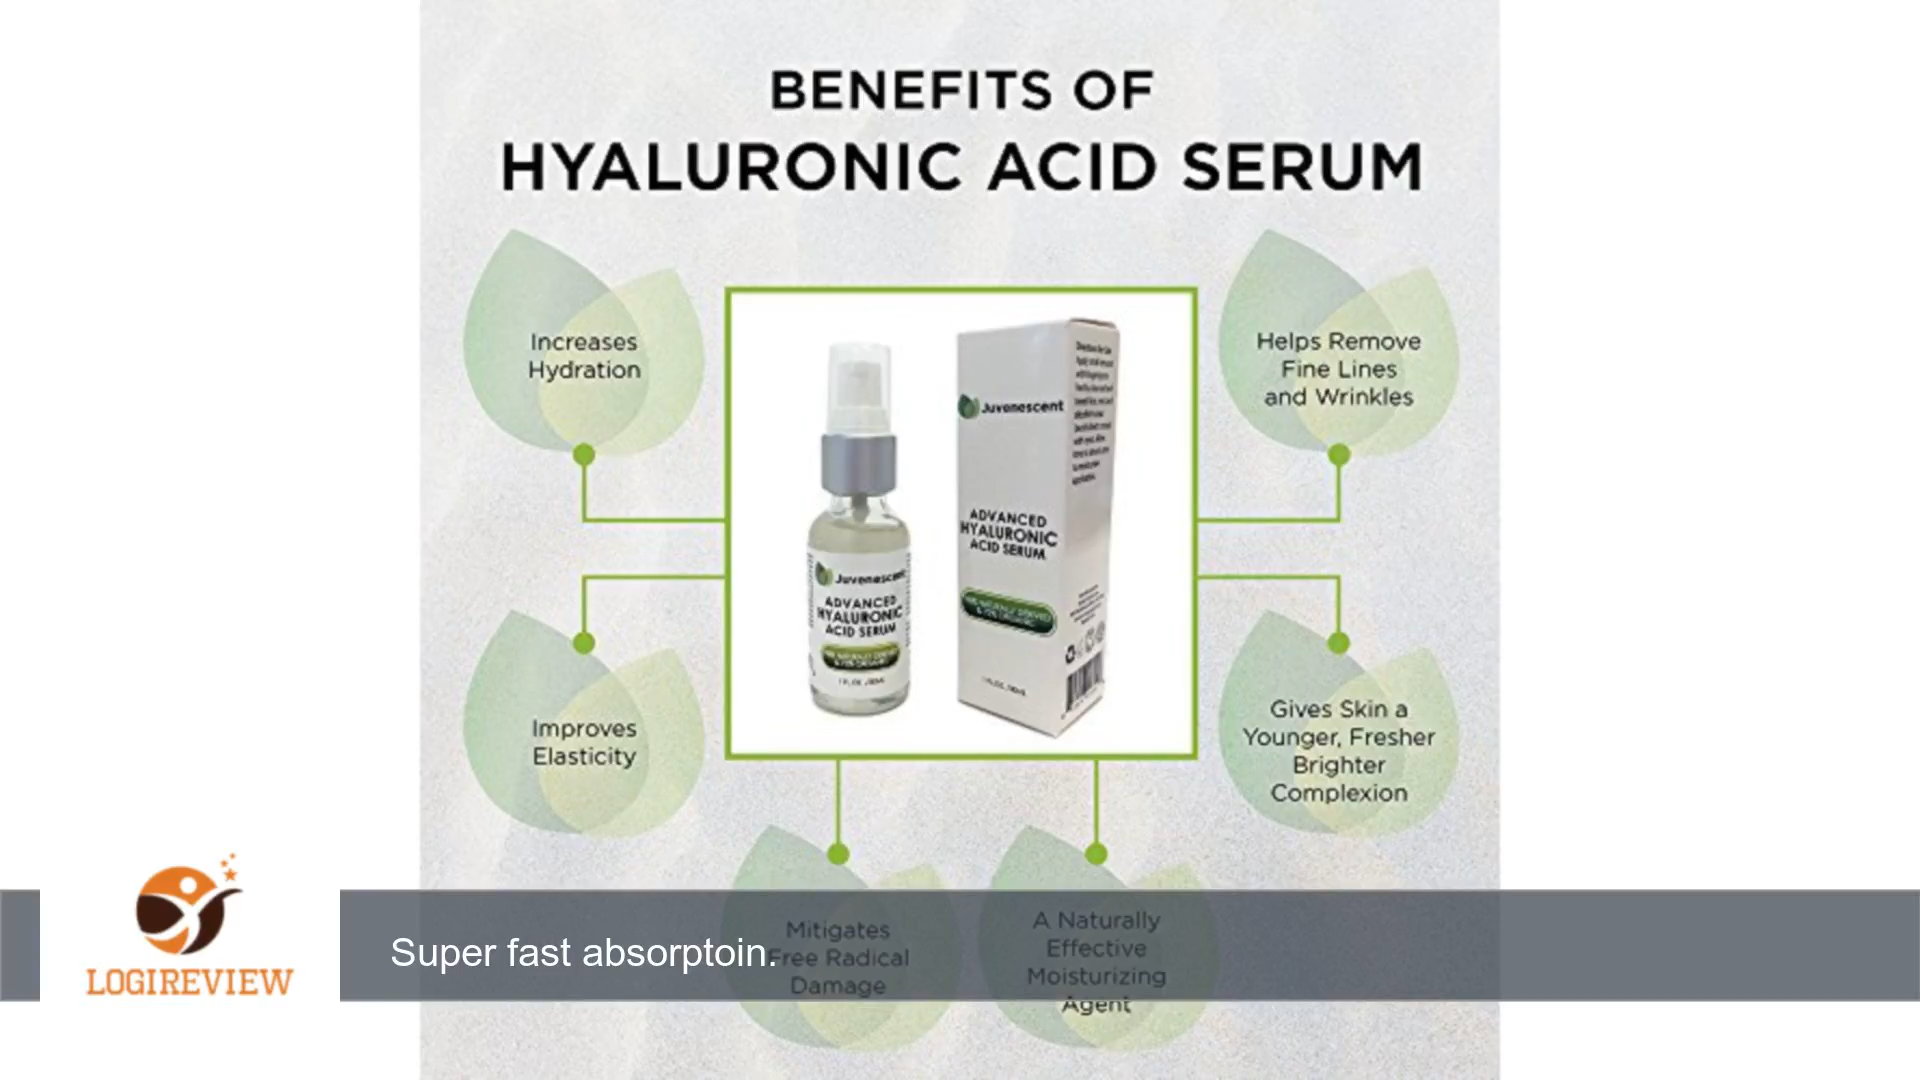 BENEFITS OF
HYALURONIC ACID SERUM
Increases
Hydration
Helps Remove
Fine Lines
and Wrinkles
Juvenescent
ADVANCED
HYALURONIC
ACID SERUM
Juvenescent
ADVANCED
HYALURONIC
ACID SERUM
Improves
Elasticity
Gives Skin a
Younger, Fresher
Brighter
Complexion
Mitigates
Free Radical
Damage
A Naturally
Effective
Moisturizing
Agent
LOGIREVIEW
Super fast absorptoin.